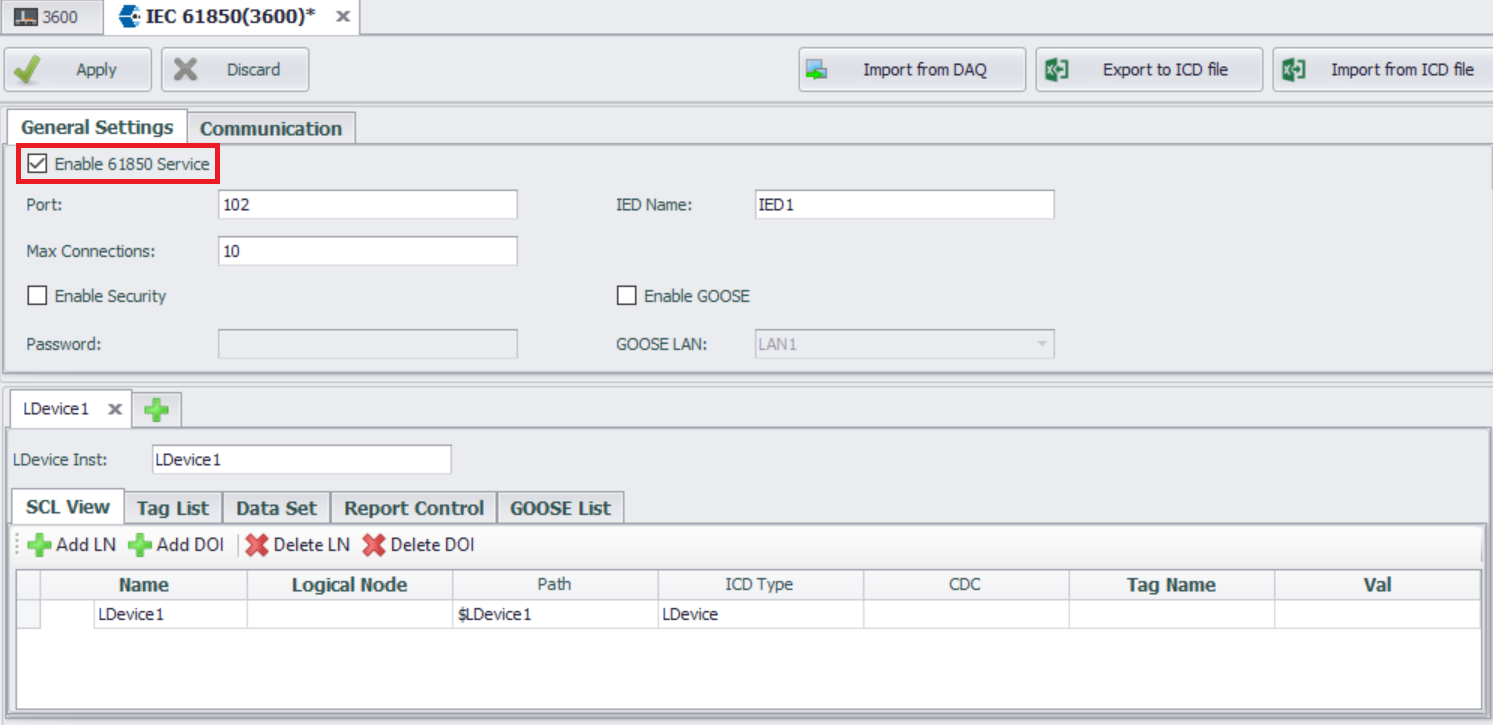 3600 IEC 61850(3600)*
Apply Discard Import from DAQ Export to ICD file Import from ICD file
General Settings Communication
Enable 61850 Service
Port: 102 IED Name: IED1
Max Connections: 10
Enable Security Enable GOOSE
Password: GOOSE LAN: LAN1
LDevice1
LDevice Inst: LDevice1
SCL View Tag List Data Set Report Control GOOSE List
Add LN Add DOI Delete LN Delete DOI
Name Logical Node Path ICD Type CDC Tag Name Val
LDevice1 $LDevice1 LDevice